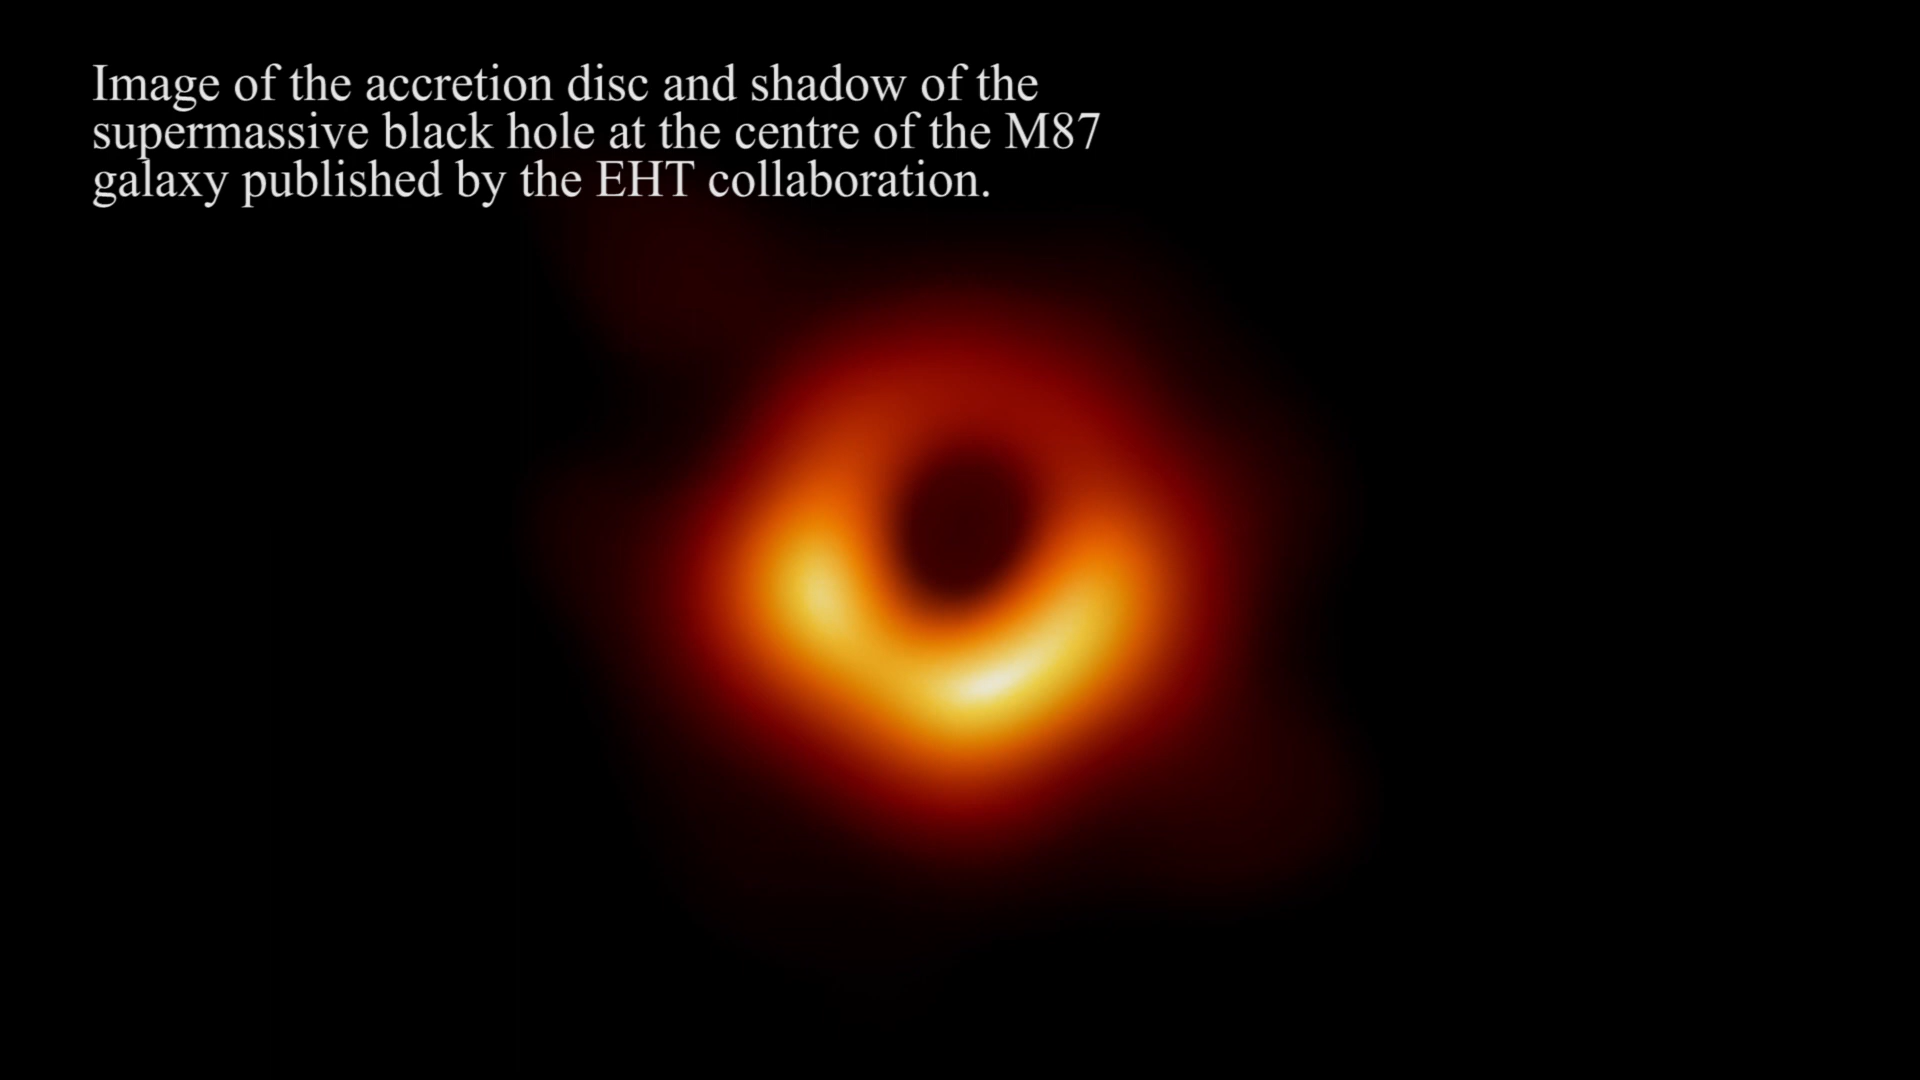 Image of the accretion disc and shadow of the
supermassive black hole at the centre of the M87
galaxy published by the EHT collaboration.